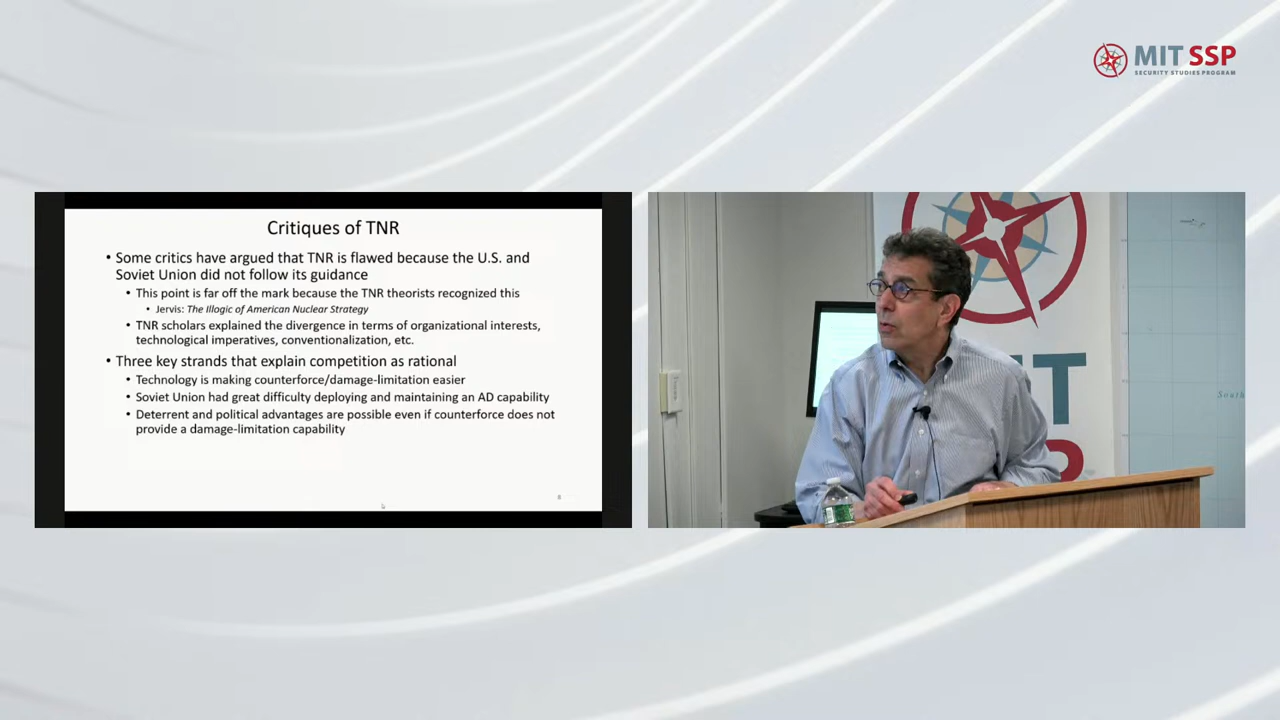 MIT SSP
SECURITY STUDIES PROGRAM
Critiques of TNR
• Some critics have argued that TNR is flawed because the U.S. and
Soviet Union did not follow its guidance
• This point is far off the mark because the TNR theorists recognized this
• Jervis: The Illogic of American Nuclear Strategy
• TNR scholars explained the divergence in terms of organizational interests,
technological imperatives, conventionalization, etc.
• Three key strands that explain competition as rational
• Technology is making counterforce/damage-limitation easier
• Soviet Union had great difficulty deploying and maintaining an AD capability
• Deterrent and political advantages are possible even if counterforce does not
provide a damage-limitation capability
8
IT
P
South